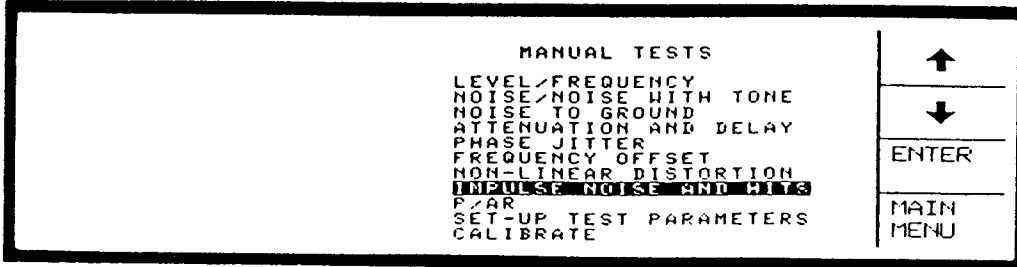 MANUAL TESTS
LEVEL/FREQUENCY
NOISE/NOISE WITH TONE
NOISE TO GROUND
ATTENUATION AND DELAY
PHASE JITTER
FREQUENCY OFFSET
NON-LINEAR DISTORTION
IMPULSE NOISE AND HITS
P/AR
SET-UP TEST PARAMETERS
CALIBRATE
ENTER
MAIN
MENU